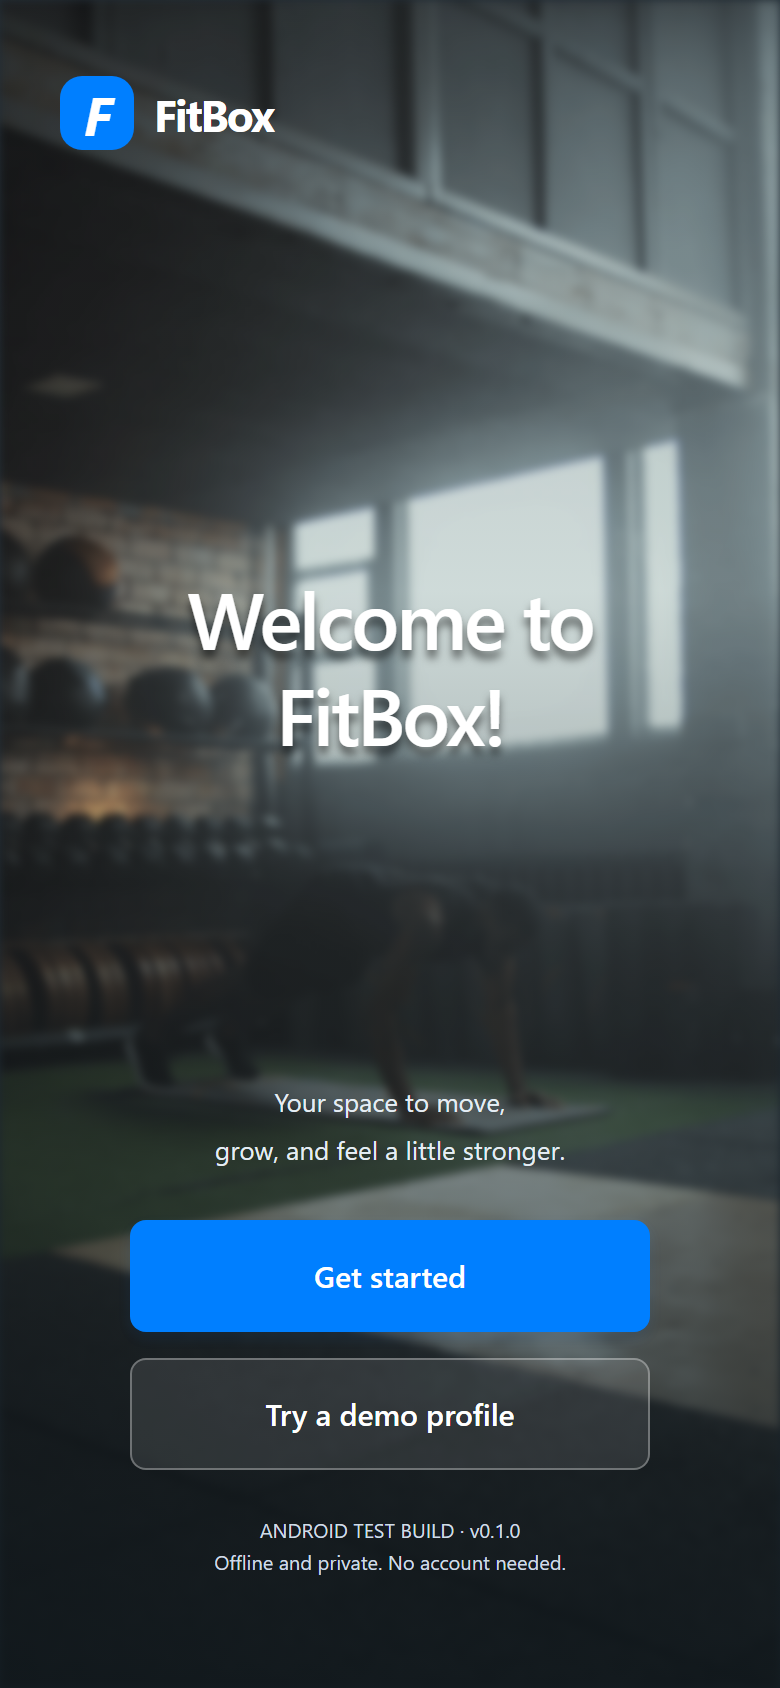 F FitBox
Welcome to
FitBox!
Your space to move,
grow, and feel a little stronger.
Get started
Try a demo profile
ANDROID TEST BUILD · v0.1.0
Offline and private. No account needed.